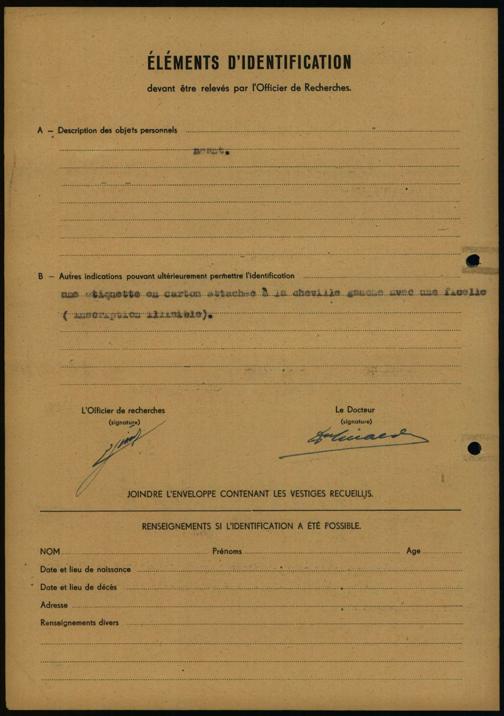 ÉLÉMENTS D'IDENTIFICATION
devant être relevés par l'Officier de Recherches.
A – Description des objets personnels
B – Autres indications pouvant ultérieurement permettre l'identification
une etiquette en carton attachée à la cheville gauche avec une ficelle
( inscription illisible).
L'Officier de recherches
Le Docteur
(signature)
(signature)
JOINDRE L'ENVELOPPE CONTENANT LES VESTIGES RECUEILLIS.
RENSEIGNEMENTS SI L'IDENTIFICATION A ÉTÉ POSSIBLE.
NOM Prénoms Age
Date et lieu de naissance
Date et lieu de décès
Adresse
Renseignements divers